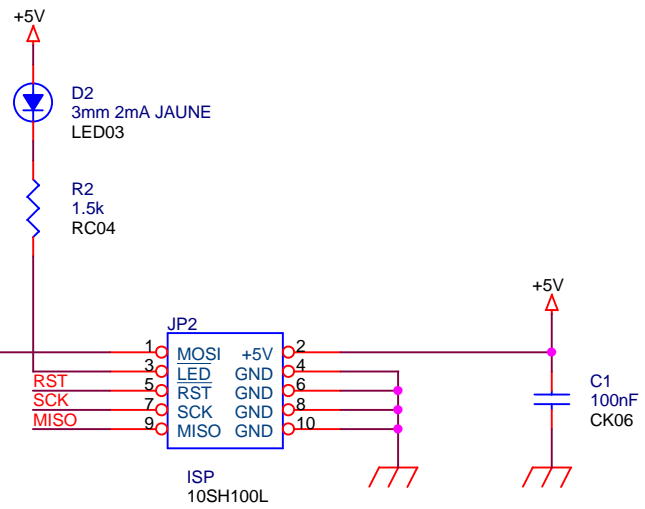 +5V
D2
3mm 2mA JAUNE
LED03
R2
1.5k
RC04
+5V
JP2
1 MOSI +5V 2
3 LED GND 4
RST 5 RST GND 6
SCK 7 SCK GND 8
MISO 9 MISO GND 10
C1
100nF
CK06
ISP
10SH100L